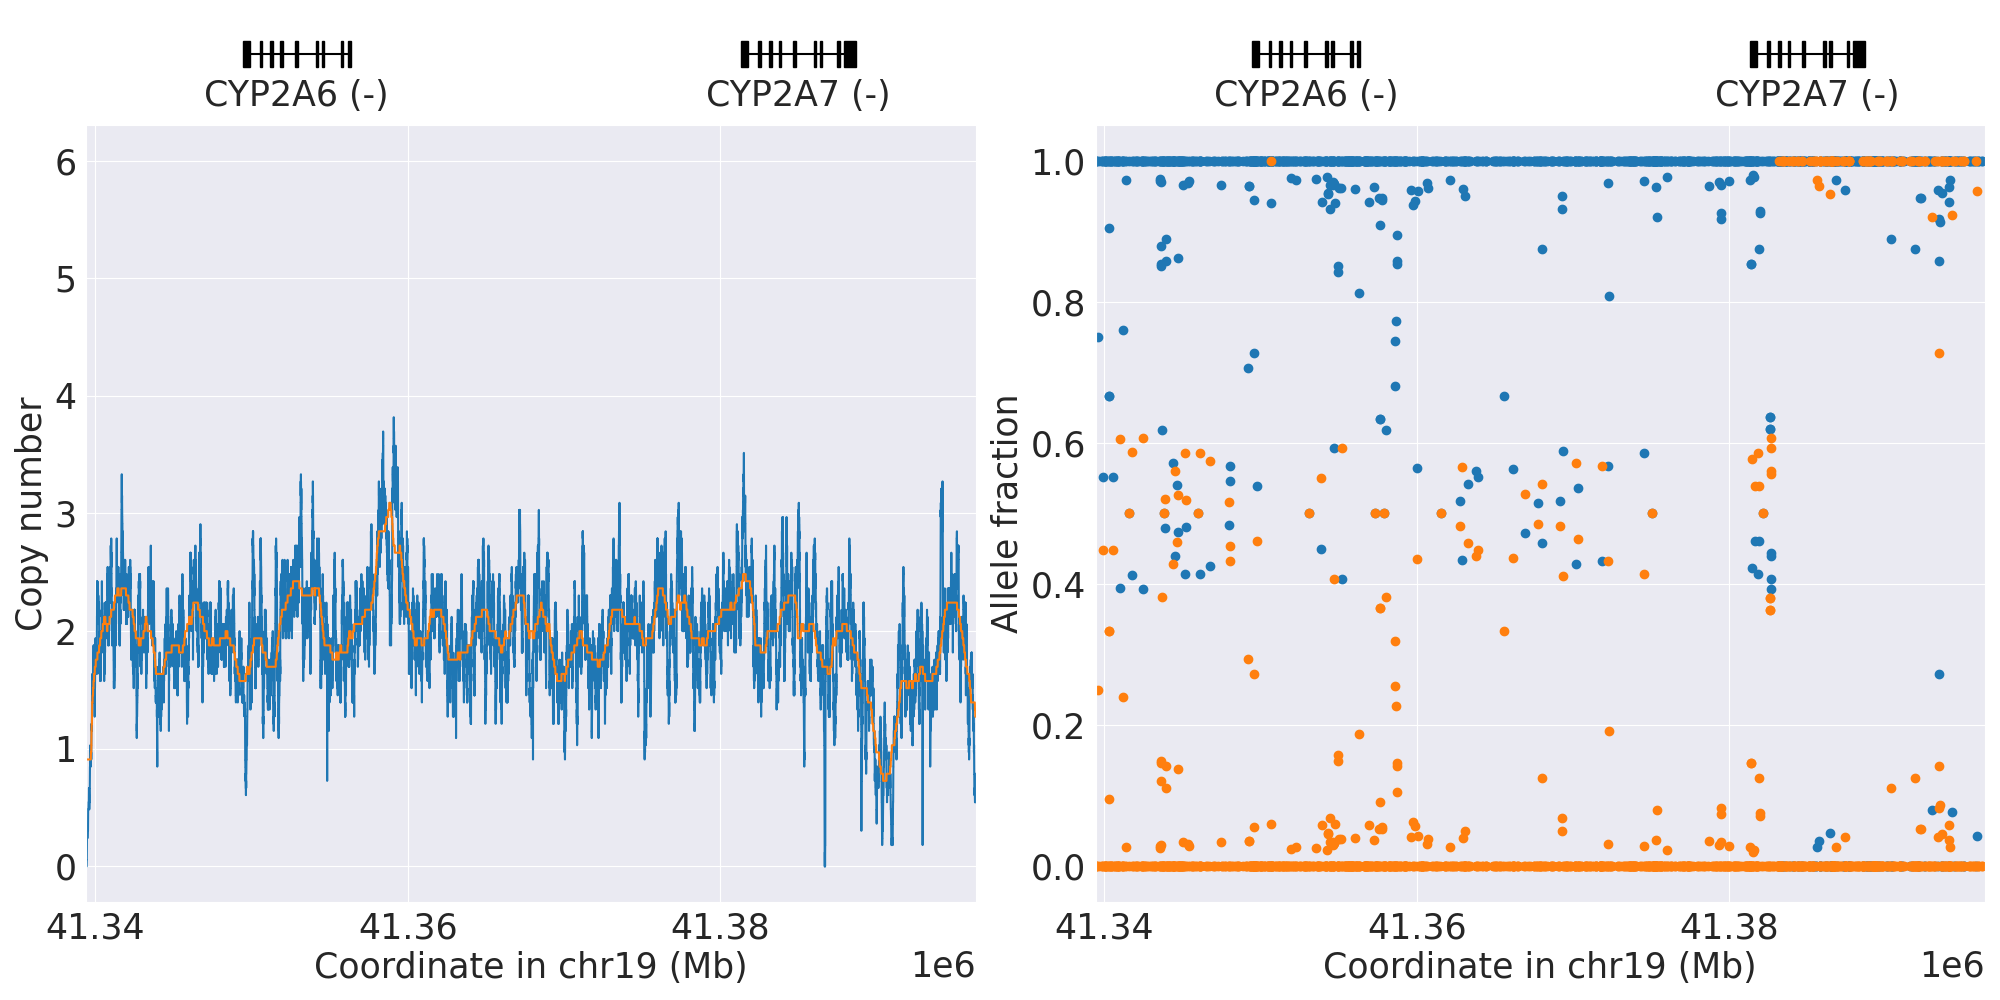 CYP2A6 (-) CYP2A7 (-)
Copy number
6
5
4
3
2
1
0
41.34 41.36 41.38
Coordinate in chr19 (Mb) 1e6
CYP2A6 (-) CYP2A7 (-)
Allele fraction
1.0
0.8
0.6
0.4
0.2
0.0
41.34 41.36 41.38
Coordinate in chr19 (Mb) 1e6